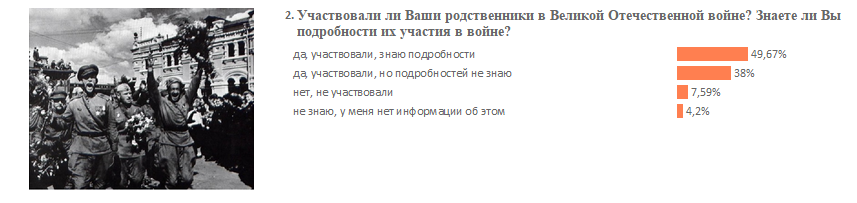 2. Участвовали ли Ваши родственники в Великой Отечественной войне? Знаете ли Вы
подробности их участия в войне?
да, участвовали, знаю подробности 49,67%
да, участвовали, но подробностей не знаю 38%
нет, не участвовали 7,59%
не знаю, у меня нет информации об этом 4,2%